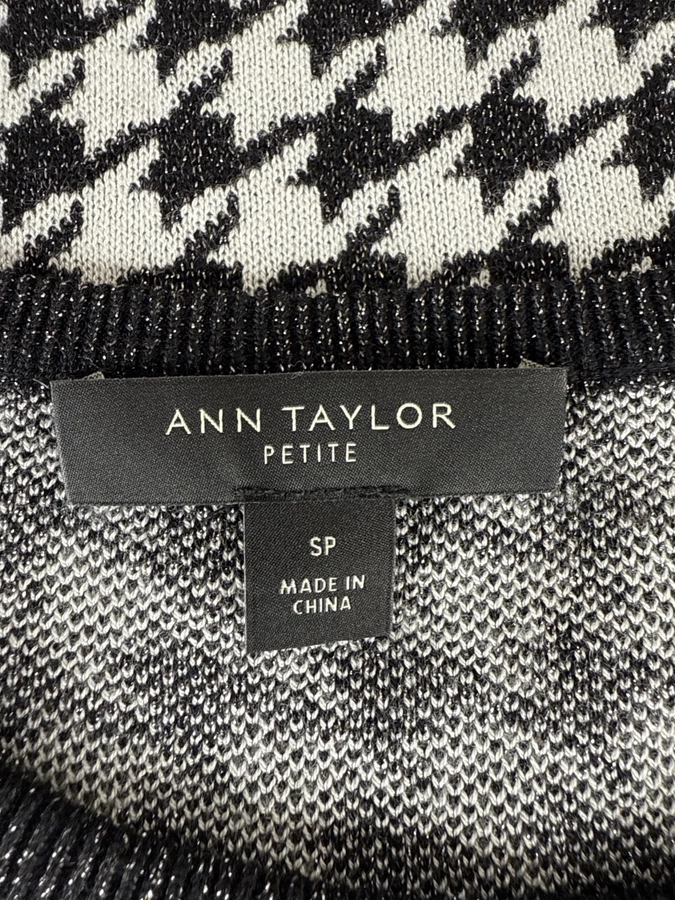 ANN TAYLOR
PETITE
SP
MADE IN
CHINA